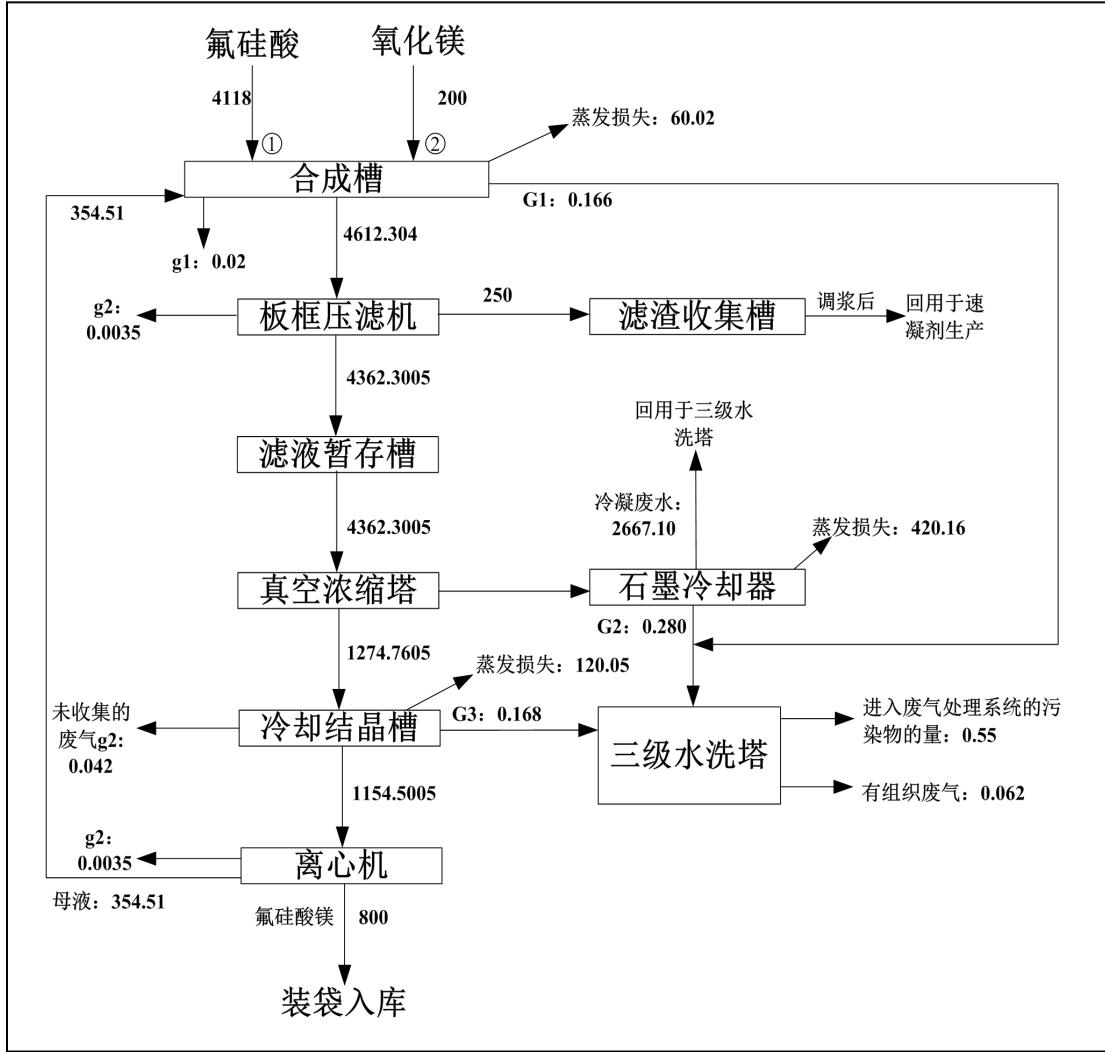 氟硅酸
氧化镁
4118
200
蒸发损失：60.02
①
②
合成槽
354.51
G1：0.166
4612.304
g1：0.02
g2：
0.0035
板框压滤机
250
滤渣收集槽
调浆后
回用于速
凝剂生产
4362.3005
回用于三级水
洗塔
滤液暂存槽
冷凝废水：
2667.10
4362.3005
蒸发损失：420.16
真空浓缩塔
石墨冷却器
G2：0.280
1274.7605
蒸发损失：120.05
未收集的
废气g2：
0.042
冷却结晶槽
G3：0.168
三级水洗塔
进入废气处理系统的污
染物的量：0.55
有组织废气：0.062
1154.5005
g2：
0.0035
离心机
母液：354.51
氟硅酸镁
800
装袋入库